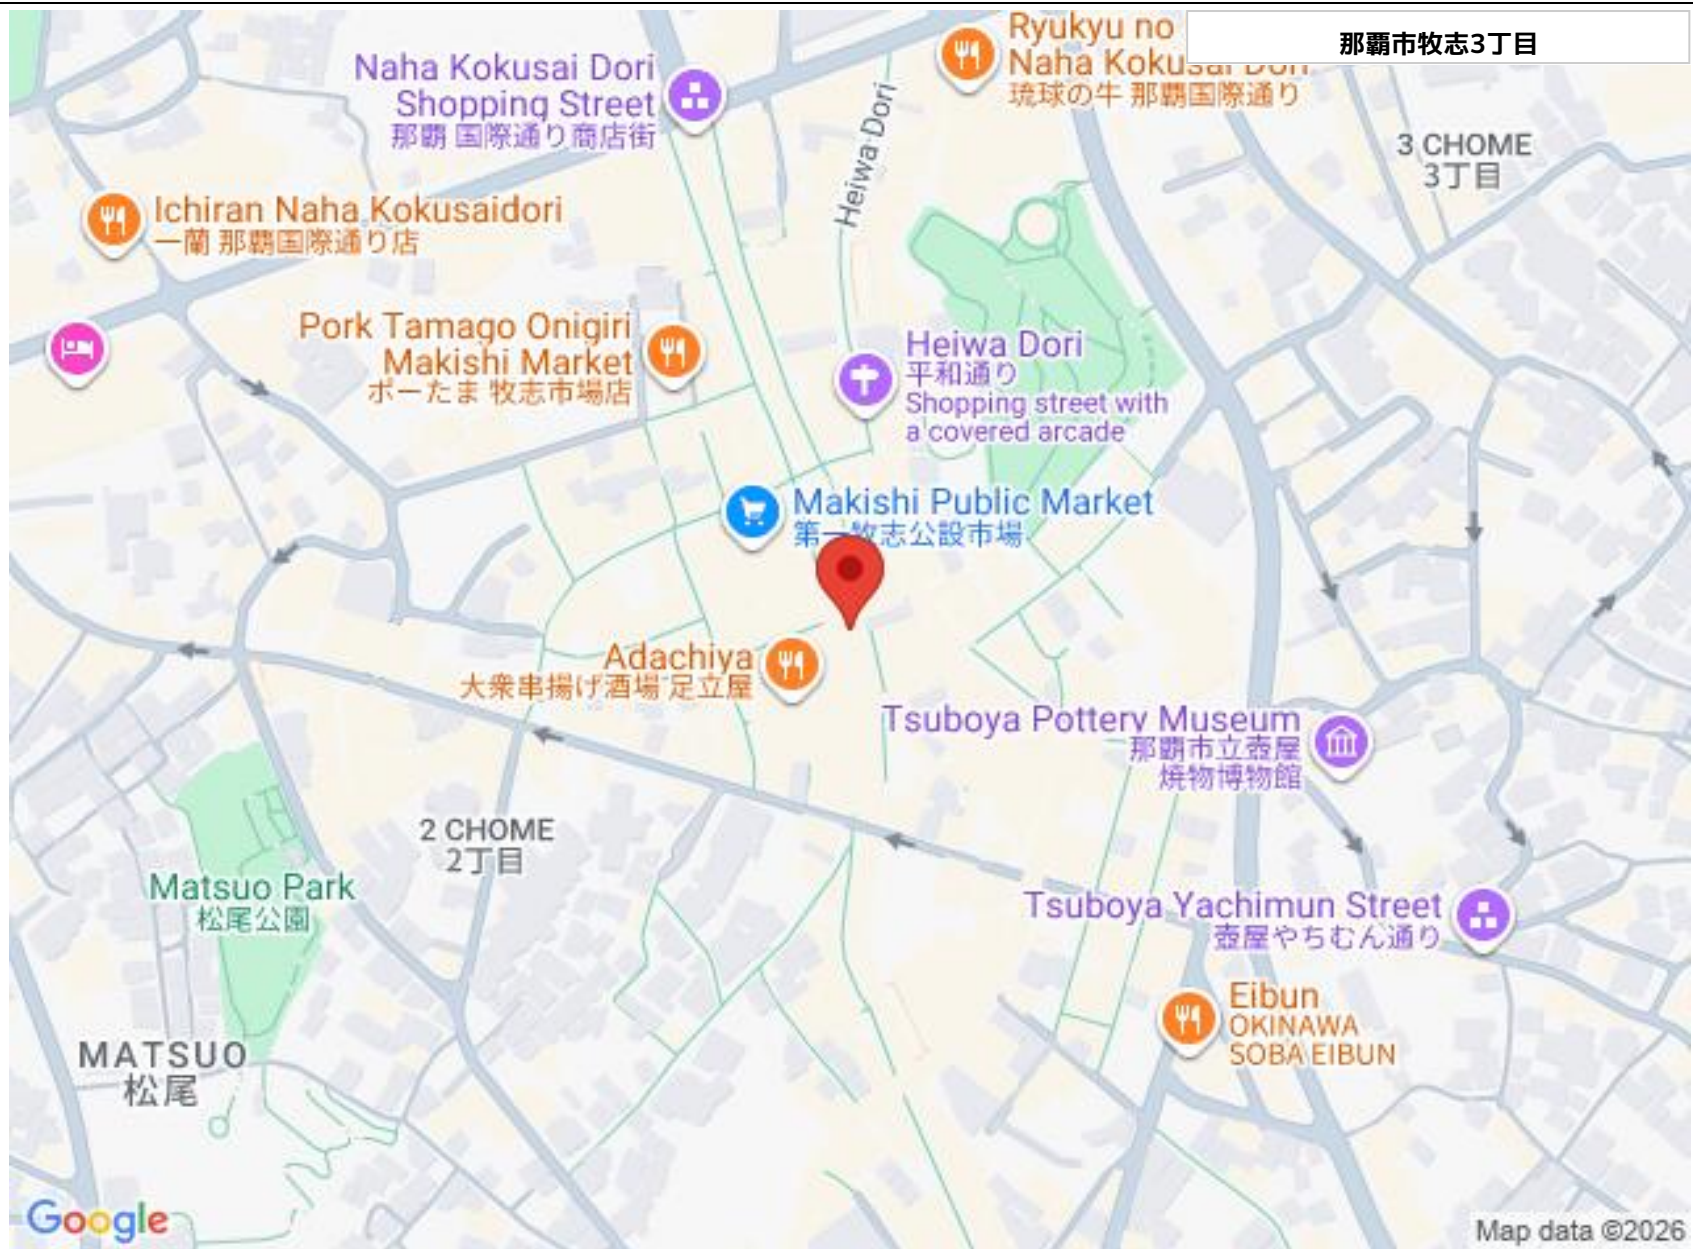 那覇市牧志3丁目
Ryukyu no
Naha Kokusai Dori
琉球の牛 那覇国際通り
Naha Kokusai Dori
Shopping Street
那覇 国際通り商店街
Heiwa Dori
3 CHOME
3丁目
Ichiran Naha Kokusaidori
一蘭 那覇国際通り店
Pork Tamago Onigiri
Makishi Market
ポーたま 牧志市場店
Heiwa Dori
平和通り
Shopping street with
a covered arcade
Makishi Public Market
第一牧志公設市場
Adachiya
大衆串揚げ酒場 足立屋
Tsuboya Pottery Museum
那覇市立壺屋
焼物博物館
2 CHOME
2丁目
Matsuo Park
松尾公園
Tsuboya Yachimun Street
壺屋やちむん通り
Eibun
OKINAWA
SOBA EIBUN
MATSUO
松尾
Google
Map data ©2026